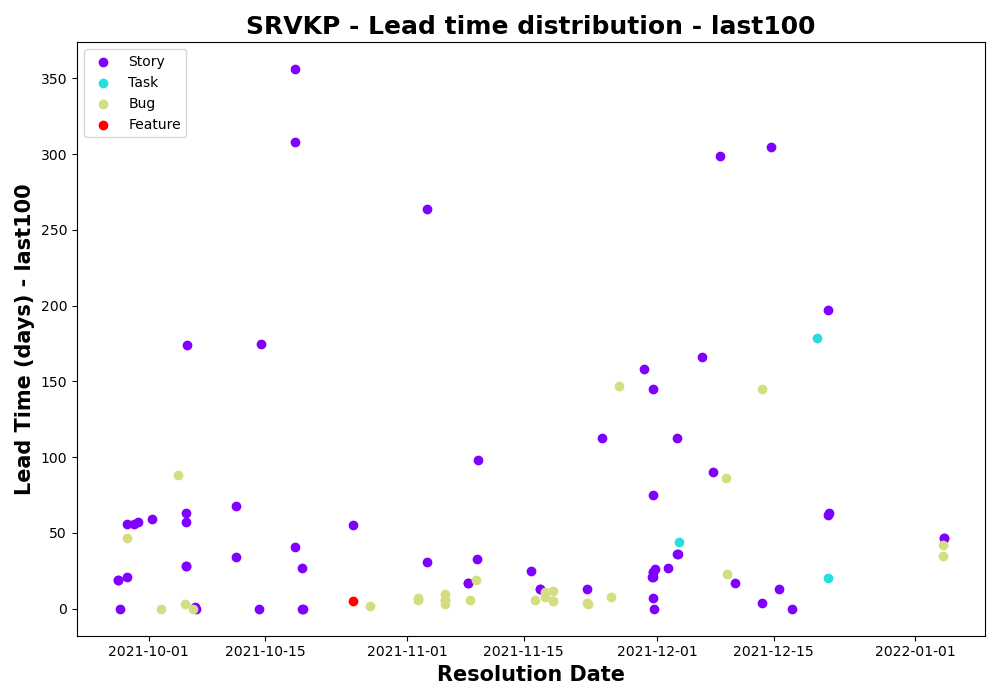 SRVKP - Lead time distribution - last100
Story
Task
Bug
Feature
Lead Time (days) - last100
350
300
250
200
150
100
50
0
2021-10-01 2021-10-15 2021-11-01 2021-11-15 2021-12-01 2021-12-15 2022-01-01
Resolution Date